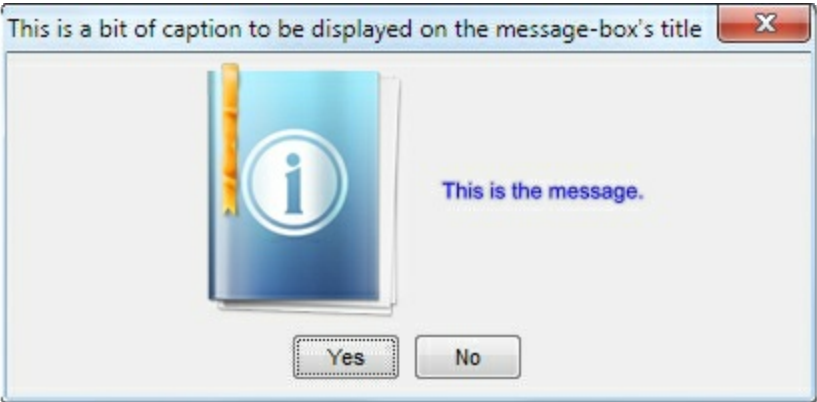 This is a bit of caption to be displayed on the message-box's title
This is the message.
Yes
No